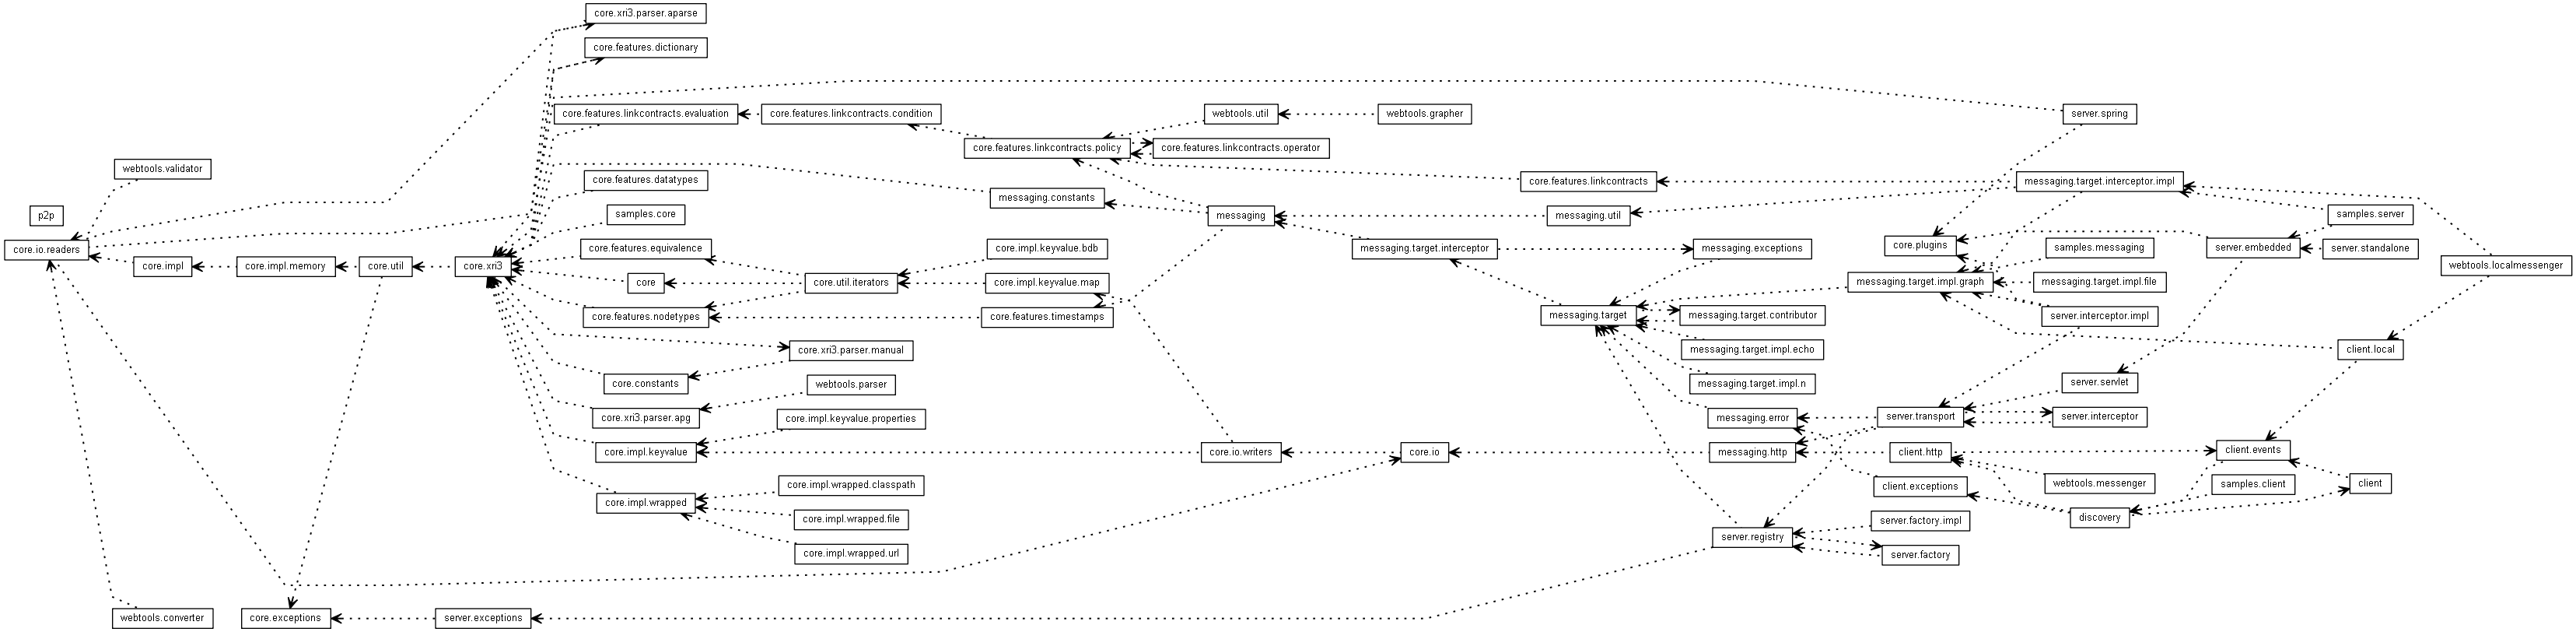 core.xri3.parser.aparse
core.features.dictionary
core.features.linkcontracts.evaluation
core.features.linkcontracts.condition
webtools.util
webtools.grapher
server.spring
core.features.linkcontracts.policy
core.features.linkcontracts.operator
webtools.validator
core.features.datatypes
core.features.linkcontracts
messaging.target.interceptor.impl
messaging.constants
p2p
samples.core
messaging
messaging.util
samples.server
core.io.readers
core.features.equivalence
core.impl.keyvalue.bdb
messaging.target.interceptor
messaging.exceptions
core.plugins
samples.messaging
server.embedded
server.standalone
core.impl
core.impl.memory
core.util
core.xri3
webtools.localmessenger
core
core.util.iterators
core.impl.keyvalue.map
messaging.target.impl.graph
messaging.target.impl.file
core.features.nodetypes
core.features.timestamps
messaging.target
messaging.target.contributor
server.interceptor.impl
core.xri3.parser.manual
messaging.target.impl.echo
client.local
core.constants
webtools.parser
messaging.target.impl.n
server.servlet
core.xri3.parser.apg
core.impl.keyvalue.properties
messaging.error
server.transport
server.interceptor
core.impl.keyvalue
core.io.writers
core.io
messaging.http
client.http
client.events
core.impl.wrapped.classpath
client.exceptions
webtools.messenger
samples.client
client
core.impl.wrapped
core.impl.wrapped.file
discovery
server.factory.impl
server.registry
core.impl.wrapped.url
server.factory
webtools.converter
core.exceptions
server.exceptions